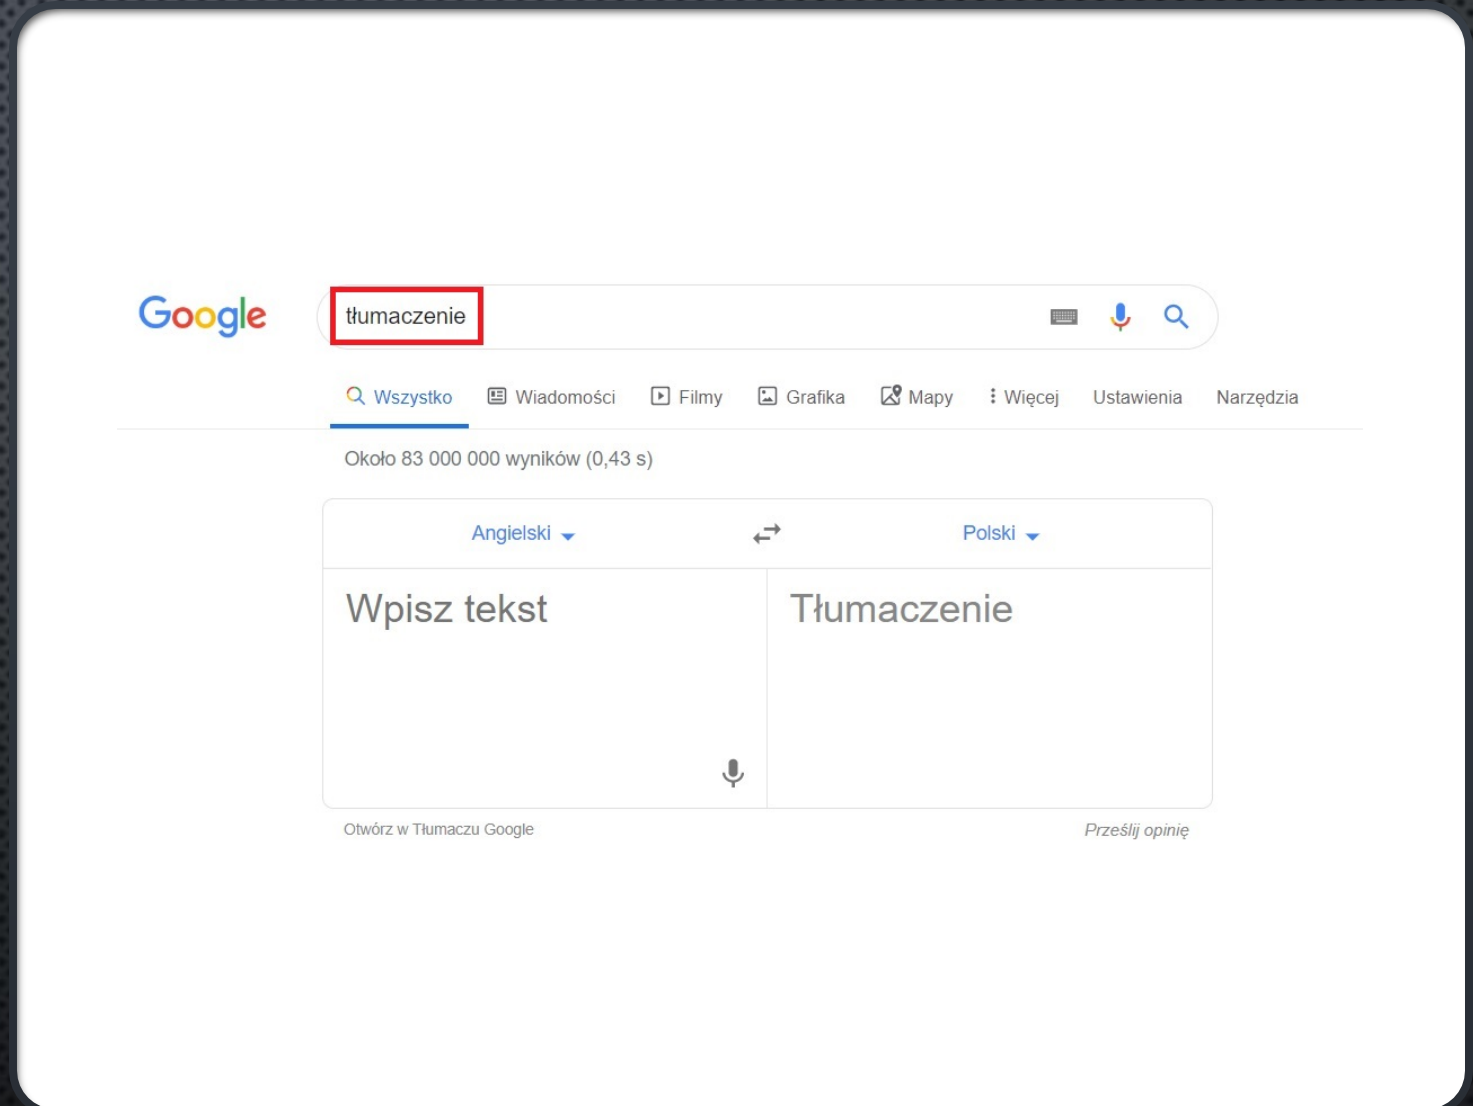 Google tłumaczenie
Wszystko Wiadomości Filmy Grafika Mapy Więcej Ustawienia Narzędzia
Około 83 000 000 wyników (0,43 s)
Angielski Polski
Wpisz tekst Tłumaczenie
Otwórz w Tłumaczu Google Prześlij opinię